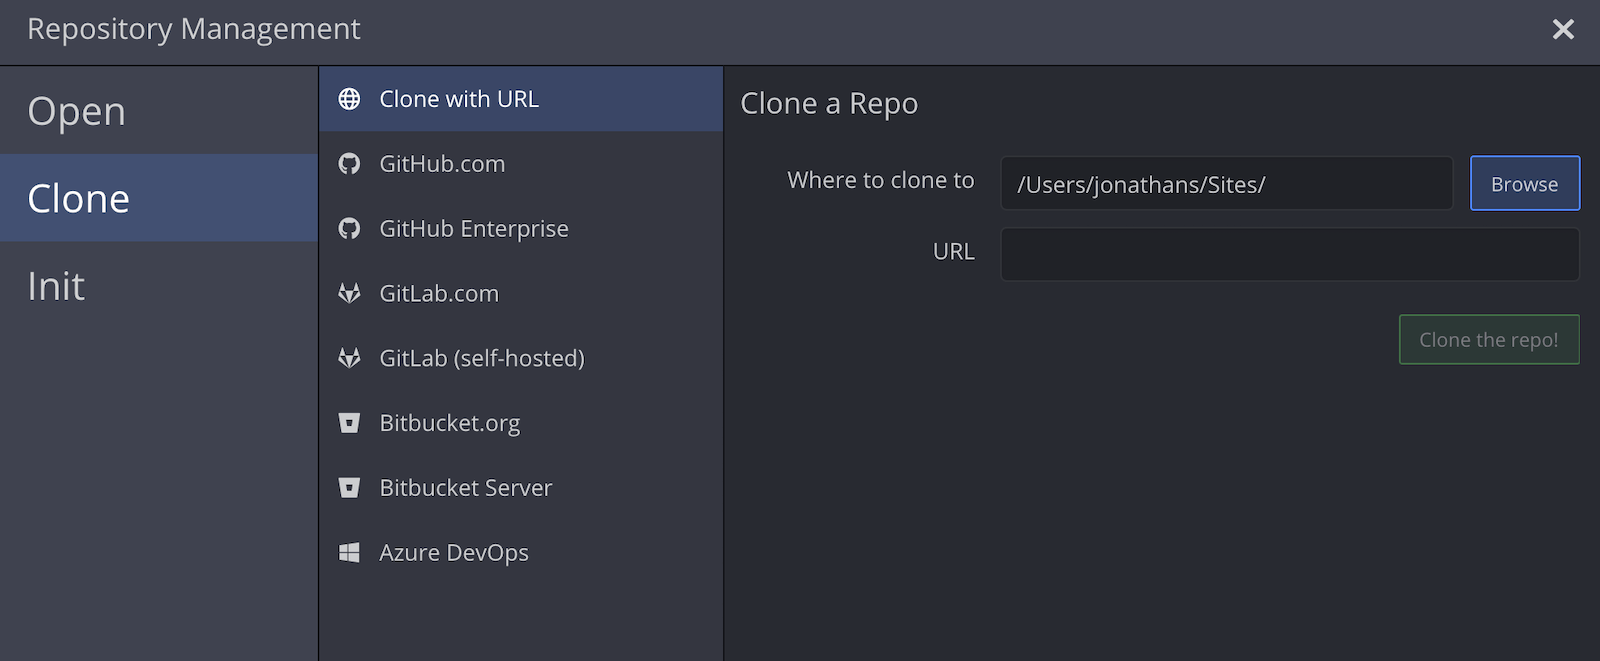 Repository Management
Open
Clone
Init
Clone with URL
GitHub.com
GitHub Enterprise
GitLab.com
GitLab (self-hosted)
Bitbucket.org
Bitbucket Server
Azure DevOps
Clone a Repo
Where to clone to /Users/jonathans/Sites/ Browse
URL
Clone the repo!